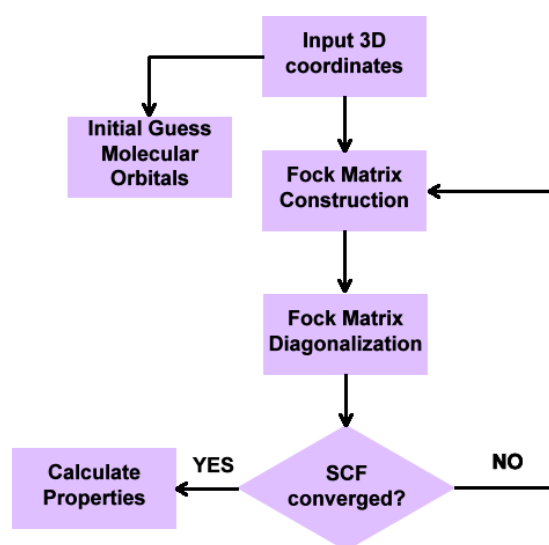 Input 3D
coordinates
Initial Guess
Molecular
Orbitals
Fock Matrix
Construction
Fock Matrix
Diagonalization
SCF
converged?
YES
NO
Calculate
Properties